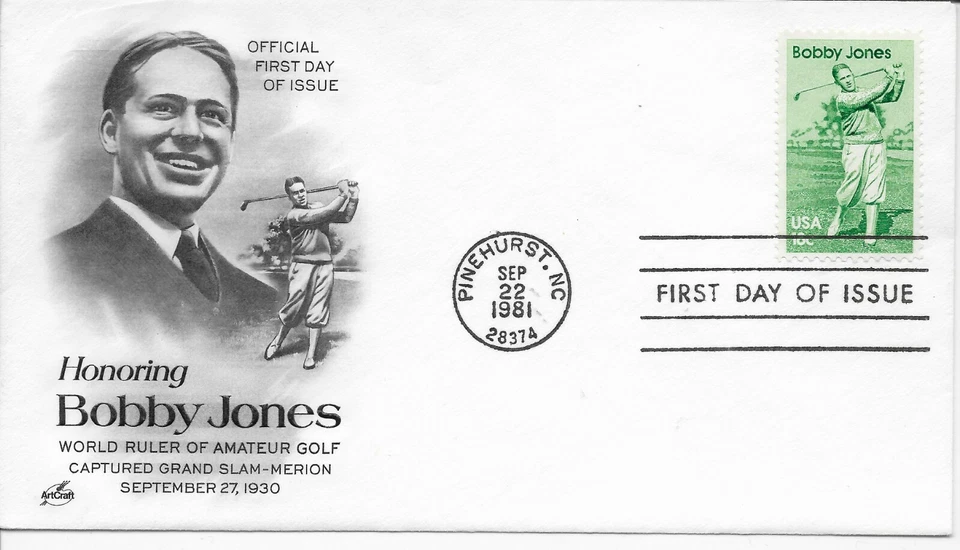 OFFICIAL
FIRST DAY
OF ISSUE
Bobby Jones
USA
18c
PINEHURST, NC
SEP
22
1981
28374
FIRST DAY OF ISSUE
Honoring
Bobby Jones
WORLD RULER OF AMATEUR GOLF
CAPTURED GRAND SLAM-MERION
SEPTEMBER 27, 1930
ArtCraft